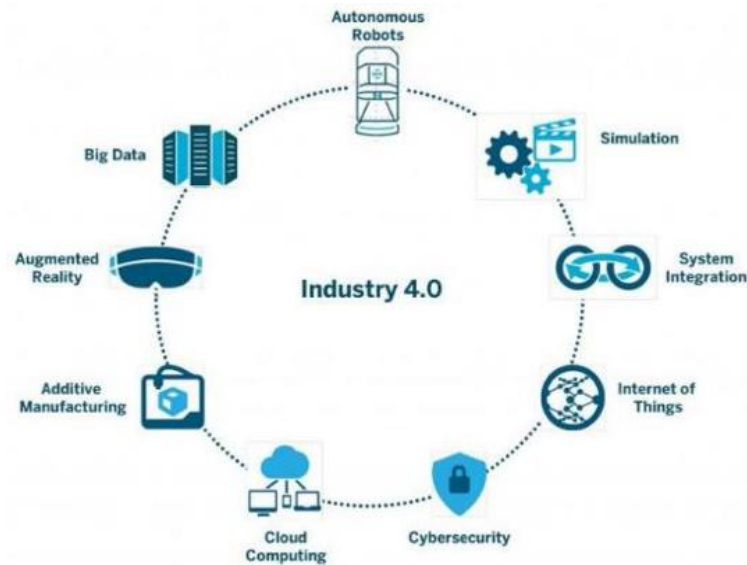 Autonomous
Robots
Simulation
Big Data
System
Integration
Augmented
Reality
Industry 4.0
Internet of
Things
Additive
Manufacturing
Cloud
Computing
Cybersecurity